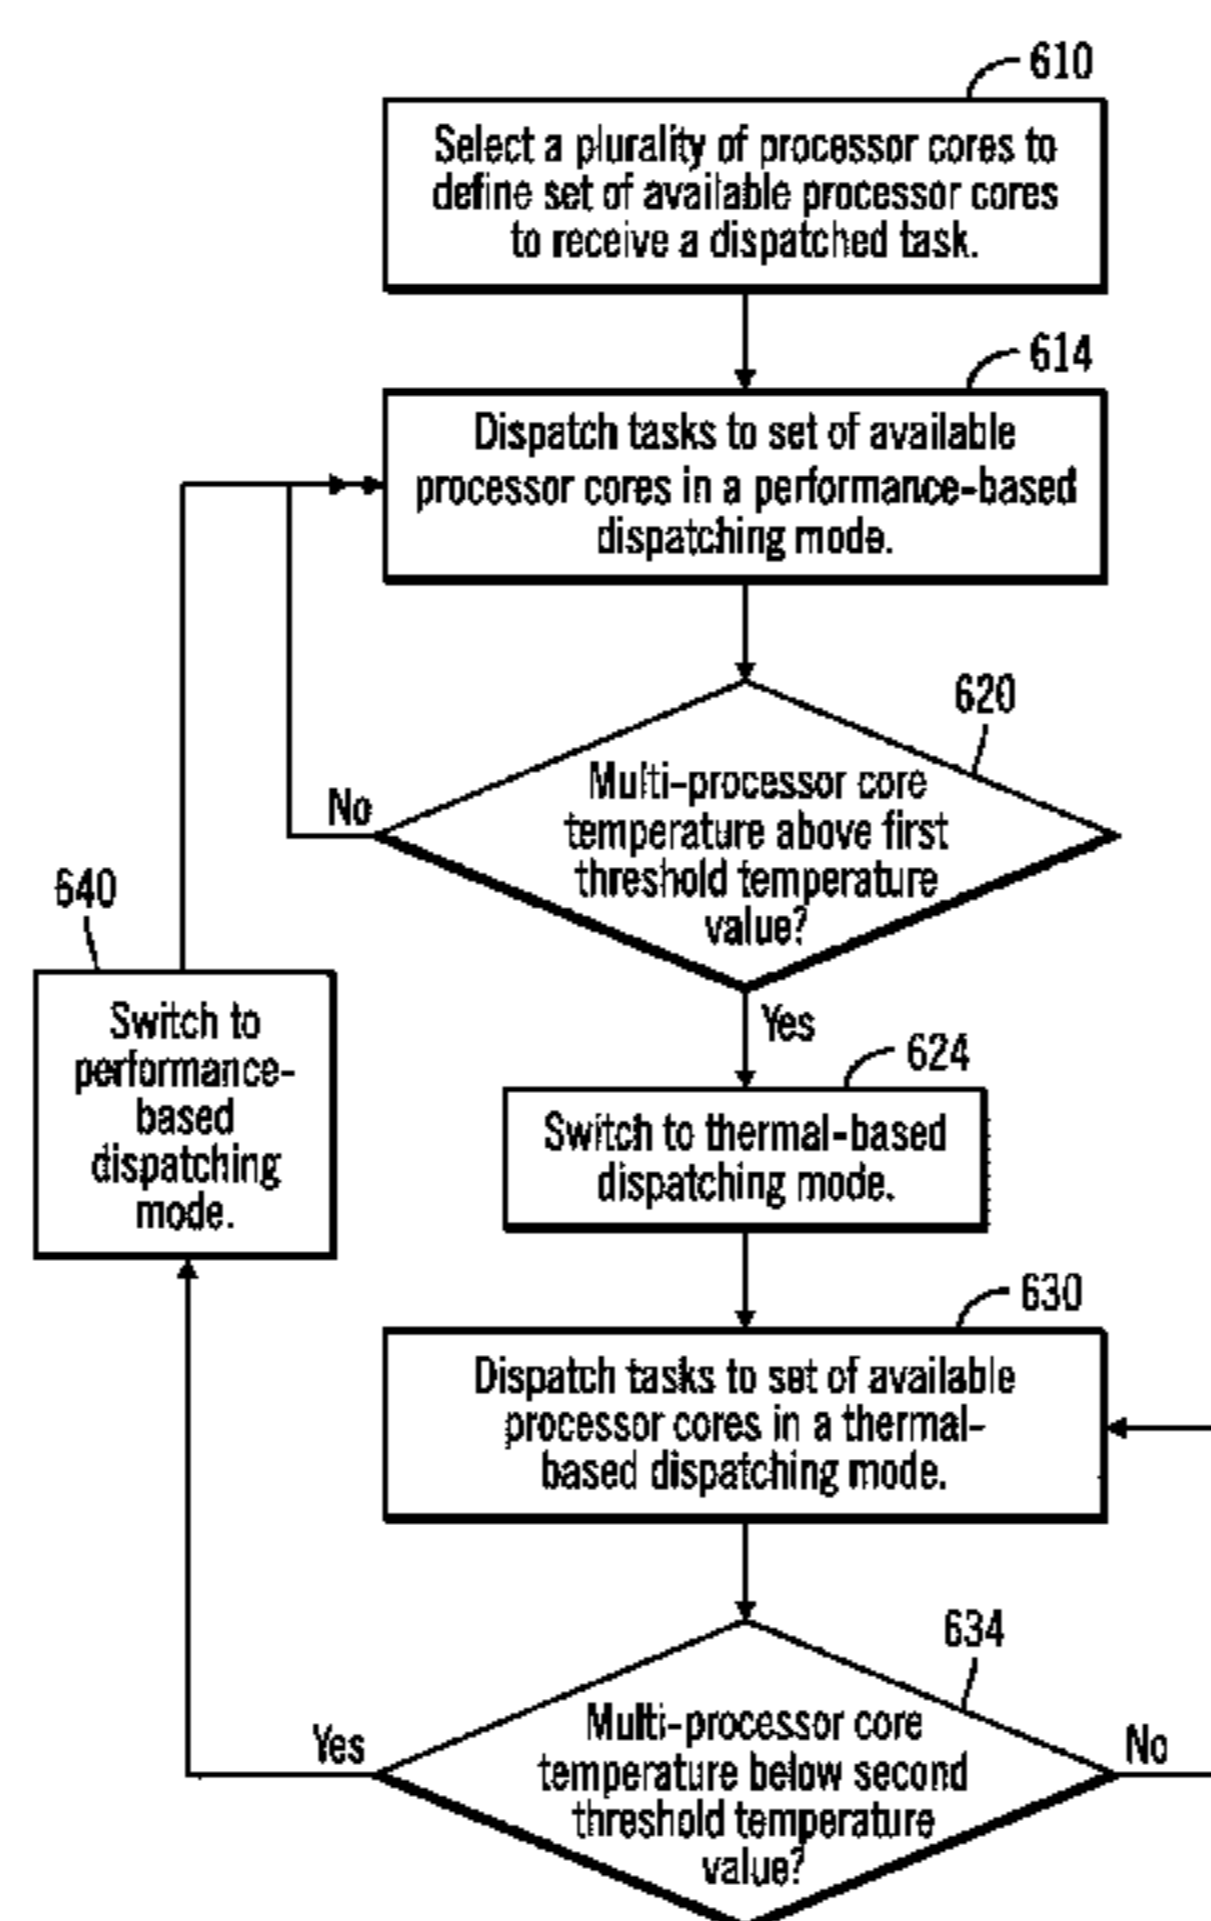 610
Select a plurality of processor cores to
define set of available processor cores
to receive a dispatched task.
614
Dispatch tasks to set of available
processor cores in a performance-based
dispatching mode.
620
Multi-processor core
temperature above first
threshold temperature
value?
No
Yes
640
Switch to
performance-
based
dispatching
mode.
624
Switch to thermal-based
dispatching mode.
630
Dispatch tasks to set of available
processor cores in a thermal-
based dispatching mode.
634
Multi-processor core
temperature below second
threshold temperature
value?
Yes
No